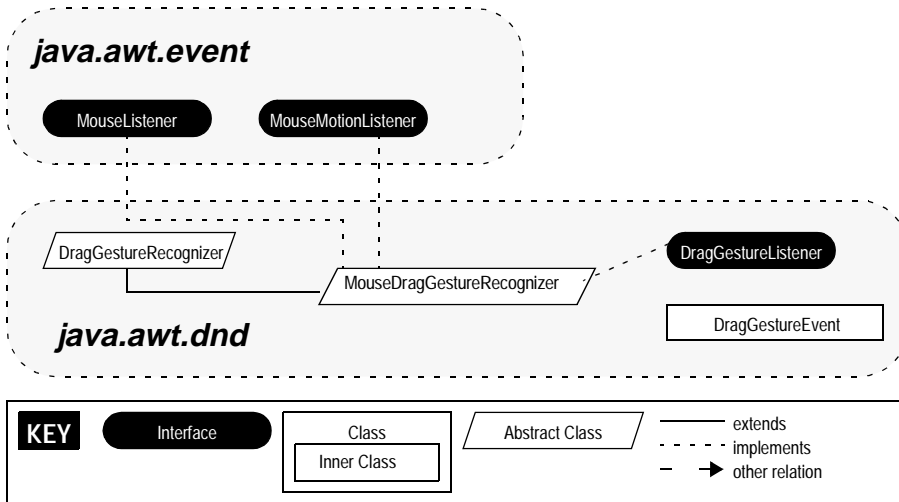 java.awt.event
MouseListener
MouseMotionListener
DragGestureRecognizer
MouseDragGestureRecognizer
DragGestureListener
DragGestureEvent
java.awt.dnd
KEY
Interface
Class
Inner Class
Abstract Class
extends
implements
other relation